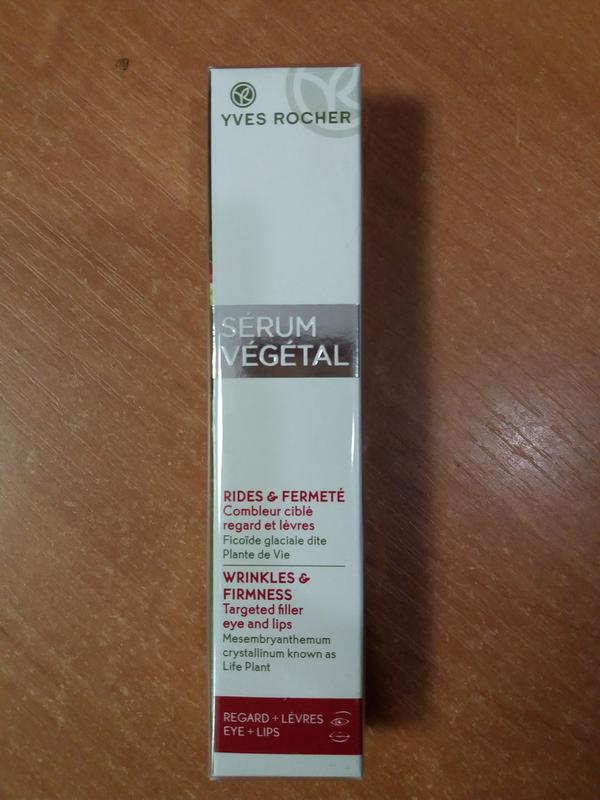 YVES ROCHER
SÉRUM
VÉGÉTAL
RIDES & FERMETÉ
Combleur ciblé
regard et lèvres
Ficoïde glaciale dite
Plante de Vie
WRINKLES &
FIRMNESS
Targeted filler
eye and lips
Mesembryanthemum
crystallinum known as
Life Plant
REGARD + LÈVRES
EYE + LIPS